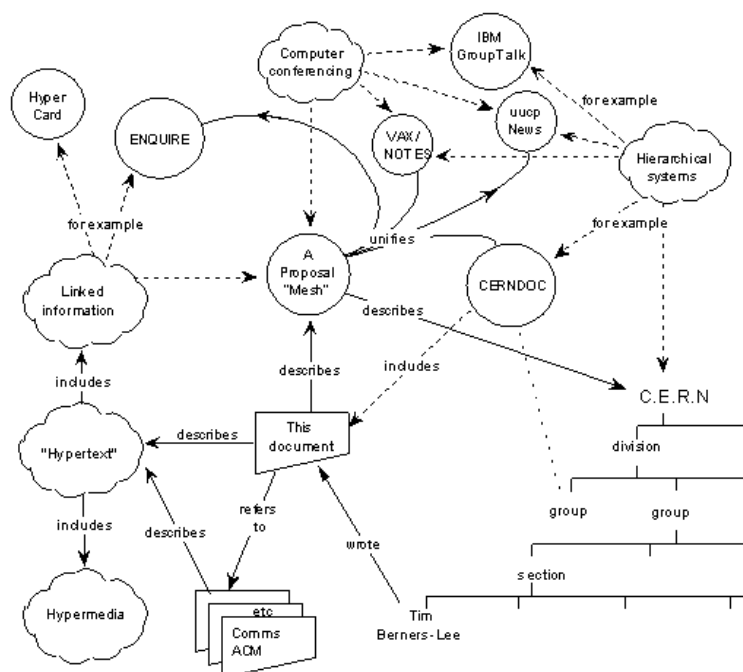 IBM
GroupTalk
Computer
conferencing
Hyper
Card
for example
uucp
News
ENQUIRE
VAX/
NOTES
Hierarchical
systems
for example
for example
unifies
A
Proposal
"Mesh"
CERNDOC
Linked
information
describes
includes
describes
includes
C.E.R.N
This
document
describes
"Hypertext"
division
refers
to
group
group
includes
describes
wrote
section
Hypermedia
etc
Tim
Berners-Lee
Comms
ACM